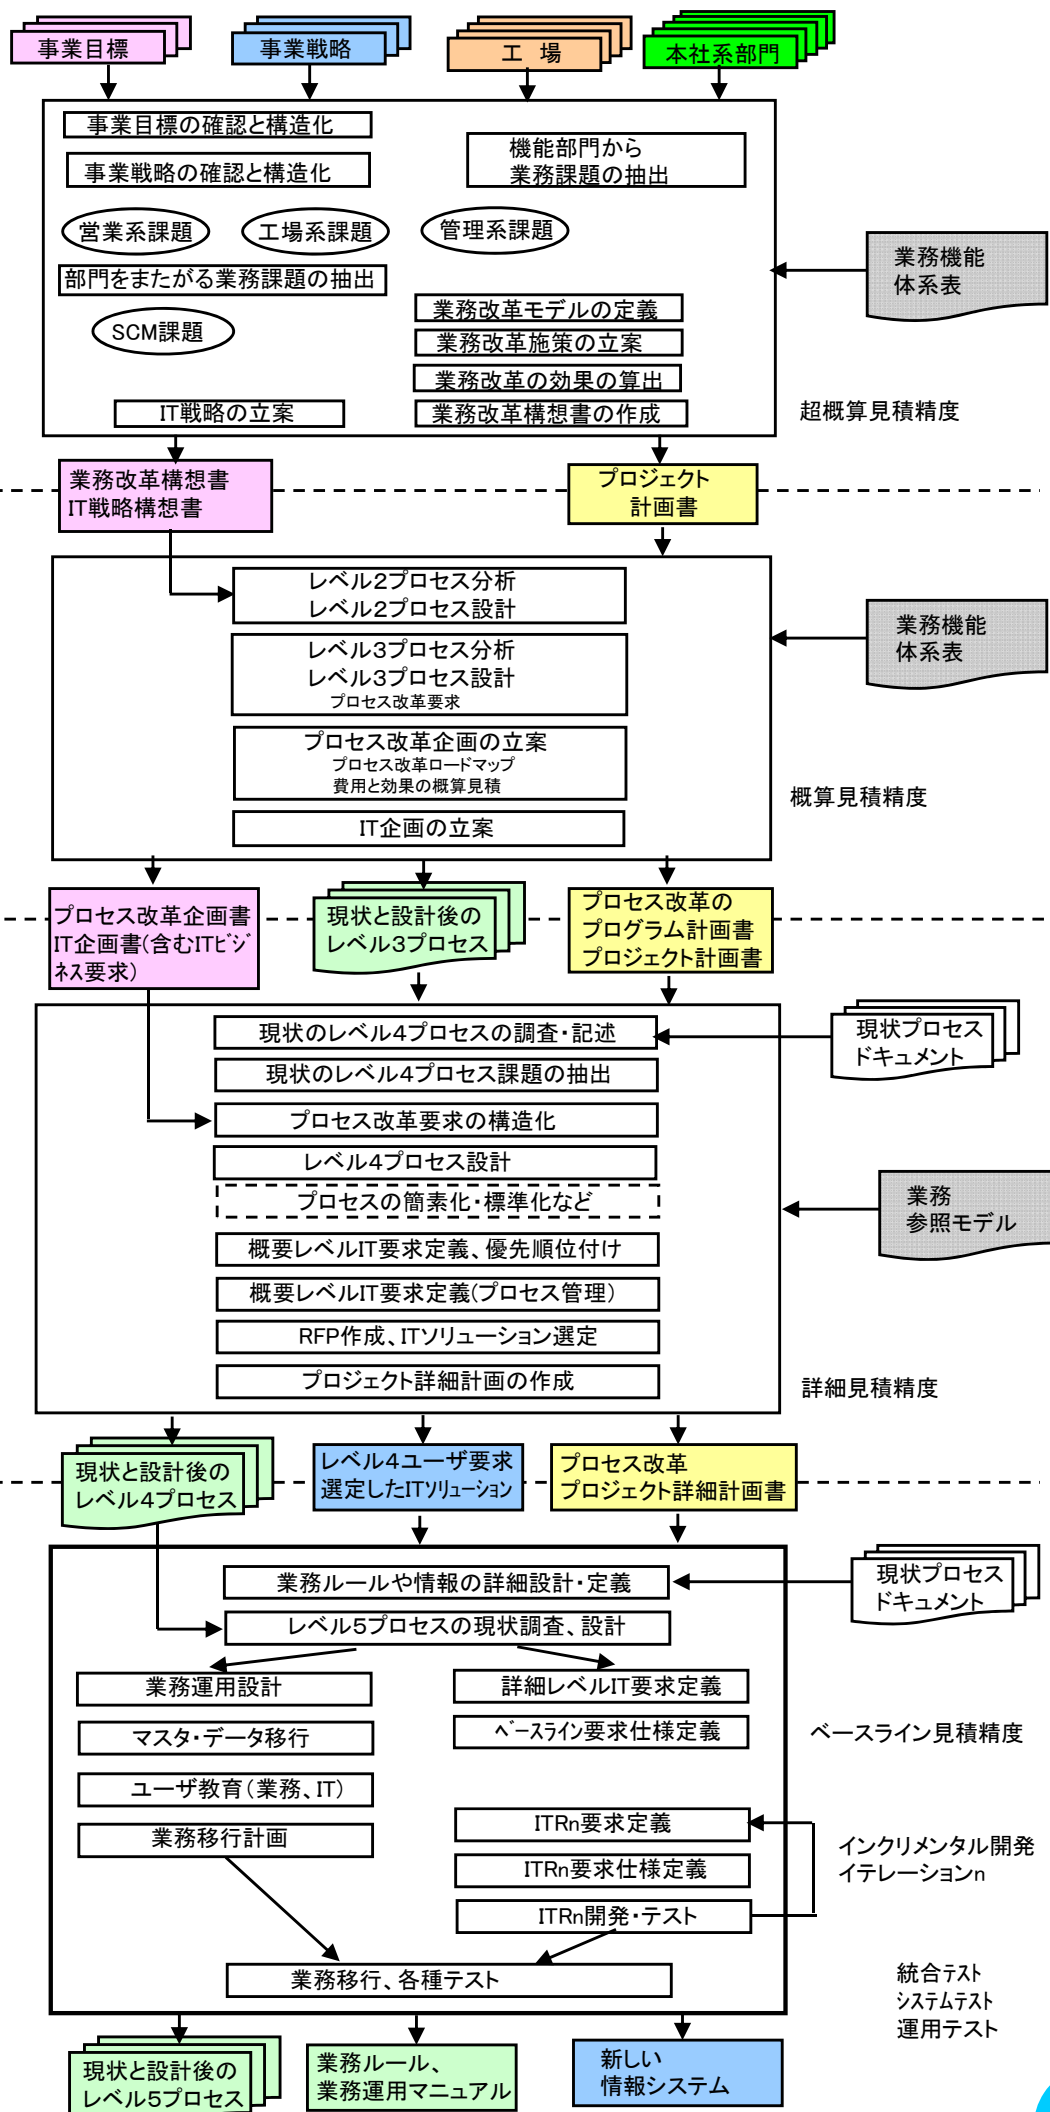 事業目標
事業戦略
工 場
本社系部門
事業目標の確認と構造化
事業戦略の確認と構造化
機能部門から
業務課題の抽出
営業系課題
工場系課題
管理系課題
部門をまたがる業務課題の抽出
SCM課題
業務改革モデルの定義
業務改革施策の立案
業務改革の効果の算出
IT戦略の立案
業務改革構想書の作成
業務機能
体系表
超概算見積精度
業務改革構想書
IT戦略構想書
プロジェクト
計画書
レベル2プロセス分析
レベル2プロセス設計
レベル3プロセス分析
レベル3プロセス設計
プロセス改革要求
プロセス改革企画の立案
プロセス改革ロードマップ
費用と効果の概算見積
IT企画の立案
業務機能
体系表
概算見積精度
プロセス改革企画書
IT企画書(含むITビジ
ネス要求)
現状と設計後の
レベル3プロセス
プロセス改革の
プログラム計画書
プロジェクト計画書
現状のレベル4プロセスの調査・記述
現状のレベル4プロセス課題の抽出
プロセス改革要求の構造化
レベル4プロセス設計
プロセスの簡素化・標準化など
概要レベルIT要求定義、優先順位付け
概要レベルIT要求定義(プロセス管理)
RFP作成、ITソリューション選定
プロジェクト詳細計画の作成
現状プロセス
ドキュメント
業務
参照モデル
詳細見積精度
現状と設計後の
レベル4プロセス
レベル4ユーザ要求
選定したITソリューション
プロセス改革
プロジェクト詳細計画書
業務ルールや情報の詳細設計・定義
レベル5プロセスの現状調査、設計
現状プロセス
ドキュメント
業務運用設計
マスタ・データ移行
ユーザ教育(業務、IT)
業務移行計画
詳細レベルIT要求定義
ベースライン要求仕様定義
ITRn要求定義
ITRn要求仕様定義
ITRn開発・テスト
業務移行、各種テスト
ベースライン見積精度
インクリメンタル開発
イテレーションn
統合テスト
システムテスト
運用テスト
現状と設計後の
レベル5プロセス
業務ルール、
業務運用マニュアル
新しい
情報システム